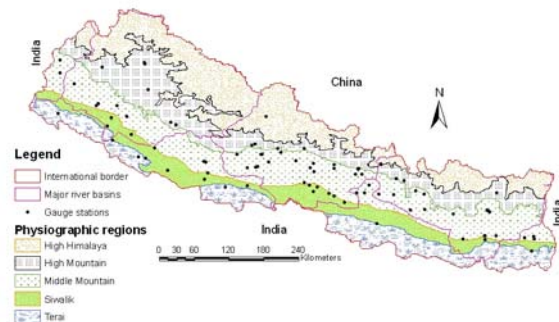 India
China
N
Legend
International border
Major river basins
Gauge stations
Physiographic regions
High Himalaya
High Mountain
Middle Mountain
Siwalik
Terai
India
0 30 60 120 180 240
Kilometers
India